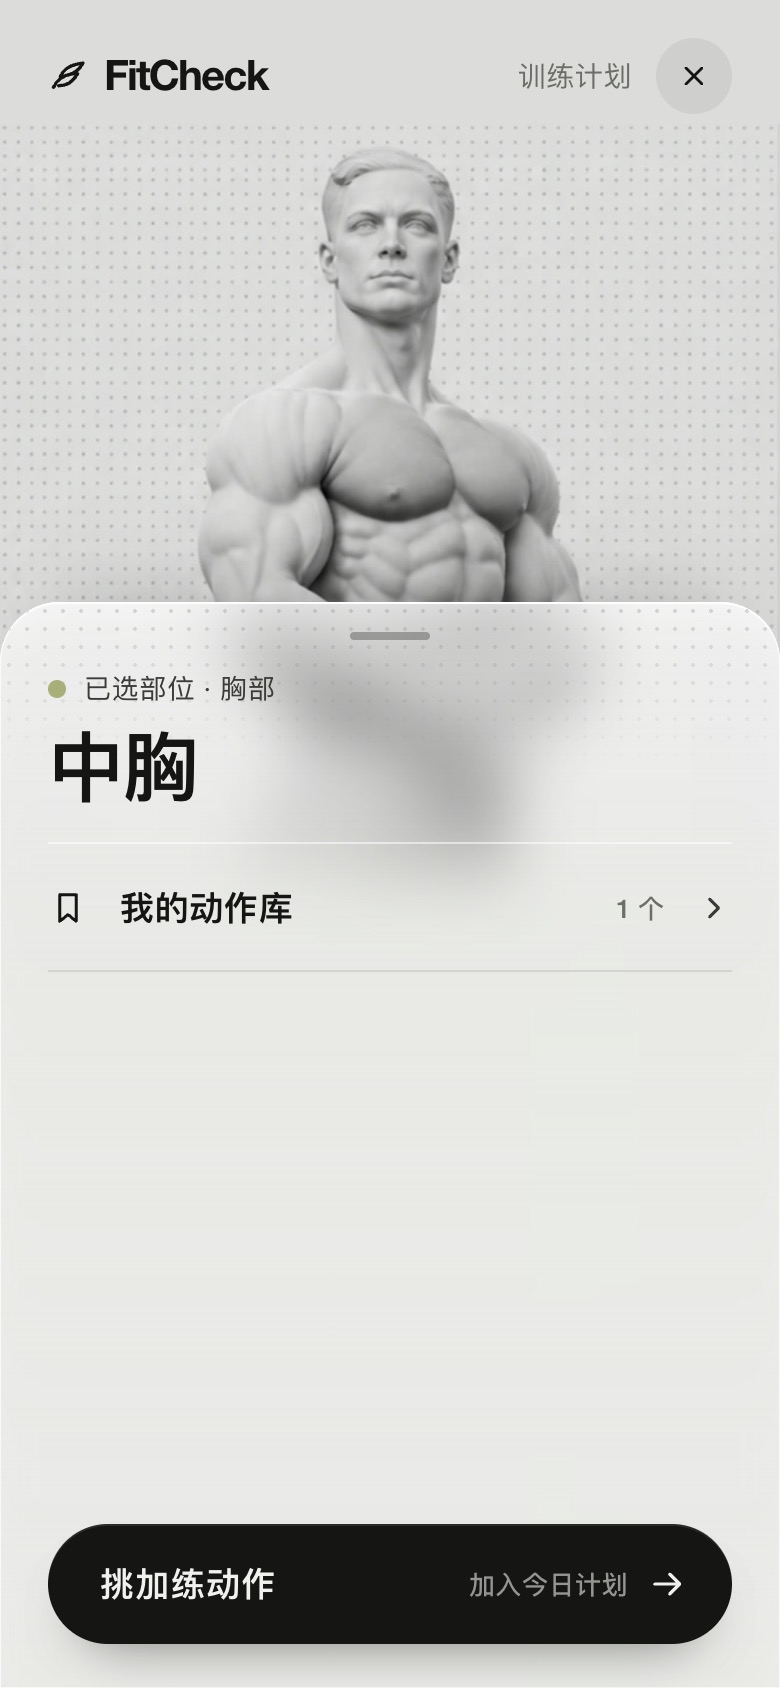 FitCheck
训练计划
已选部位 · 胸部
中胸
我的动作库
1 个
挑加练动作
加入今日计划